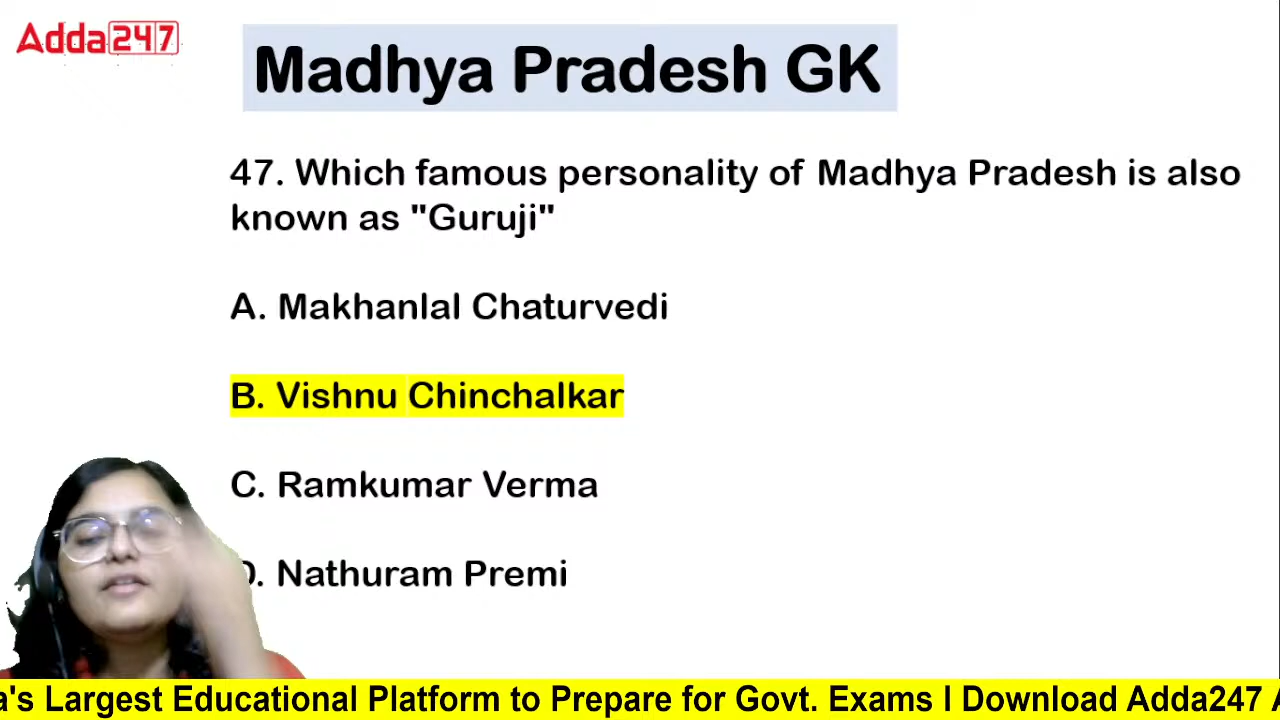 Adda247
Madhya Pradesh GK
47. Which famous personality of Madhya Pradesh is also
known as "Guruji"
A. Makhanlal Chaturvedi
B. Vishnu Chinchalkar
C. Ramkumar Verma
D. Nathuram Premi
a's Largest Educational Platform to Prepare for Govt. Exams I Download Adda247 A